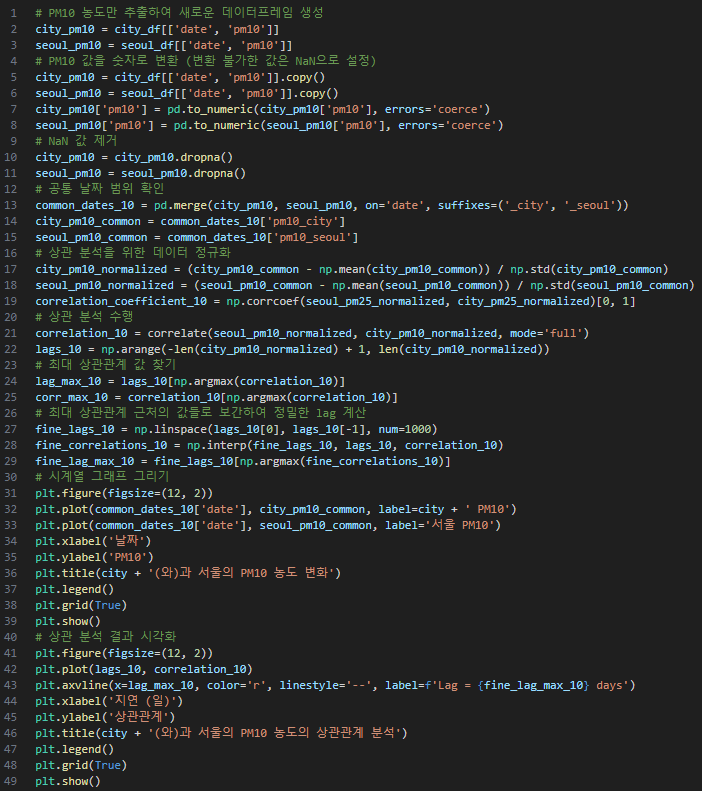 1 # PM10 농도만 추출하여 새로운 데이터프레임 생성
2 city_pm10 = city_df[['date', 'pm10']]
3 seoul_pm10 = seoul_df[['date', 'pm10']]
4 # PM10 값을 숫자로 변환 (변환 불가한 값은 NaN으로 설정)
5 city_pm10 = city_df[['date', 'pm10']].copy()
6 seoul_pm10 = seoul_df[['date', 'pm10']].copy()
7 city_pm10['pm10'] = pd.to_numeric(city_pm10['pm10'], errors='coerce')
8 seoul_pm10['pm10'] = pd.to_numeric(seoul_pm10['pm10'], errors='coerce')
9 # NaN 값 제거
10 city_pm10 = city_pm10.dropna()
11 seoul_pm10 = seoul_pm10.dropna()
12 # 공통 날짜 범위 확인
13 common_dates_10 = pd.merge(city_pm10, seoul_pm10, on='date', suffixes=('_city', '_seoul'))
14 city_pm10_common = common_dates_10['pm10_city']
15 seoul_pm10_common = common_dates_10['pm10_seoul']
16 # 상관 분석을 위한 데이터 정규화
17 city_pm10_normalized = (city_pm10_common - np.mean(city_pm10_common)) / np.std(city_pm10_common)
18 seoul_pm10_normalized = (seoul_pm10_common - np.mean(seoul_pm10_common)) / np.std(seoul_pm10_common)
19 correlation_coefficient_10 = np.corrcoef(seoul_pm25_normalized, city_pm25_normalized)[0, 1]
20 # 상관 분석 수행
21 correlation_10 = correlate(seoul_pm10_normalized, city_pm10_normalized, mode='full')
22 lags_10 = np.arange(-len(city_pm10_normalized) + 1, len(city_pm10_normalized))
23 # 최대 상관관계 값 찾기
24 lag_max_10 = lags_10[np.argmax(correlation_10)]
25 corr_max_10 = correlation_10[np.argmax(correlation_10)]
26 # 최대 상관관계 근처의 값들로 보간하여 정밀한 lag 계산
27 fine_lags_10 = np.linspace(lags_10[0], lags_10[-1], num=1000)
28 fine_correlations_10 = np.interp(fine_lags_10, lags_10, correlation_10)
29 fine_lag_max_10 = fine_lags_10[np.argmax(fine_correlations_10)]
30 # 시계열 그래프 그리기
31 plt.figure(figsize=(12, 2))
32 plt.plot(common_dates_10['date'], city_pm10_common, label=city + ' PM10')
33 plt.plot(common_dates_10['date'], seoul_pm10_common, label='서울 PM10')
34 plt.xlabel('날짜')
35 plt.ylabel('PM10')
36 plt.title(city + '(와)과 서울의 PM10 농도 변화')
37 plt.legend()
38 plt.grid(True)
39 plt.show()
40 # 상관 분석 결과 시각화
41 plt.figure(figsize=(12, 2))
42 plt.plot(lags_10, correlation_10)
43 plt.axvline(x=lag_max_10, color='r', linestyle='--', label=f'Lag = {fine_lag_max_10} days')
44 plt.xlabel('지연 (일)')
45 plt.ylabel('상관관계')
46 plt.title(city + '(와)과 서울의 PM10 농도의 상관관계 분석')
47 plt.legend()
48 plt.grid(True)
49 plt.show()